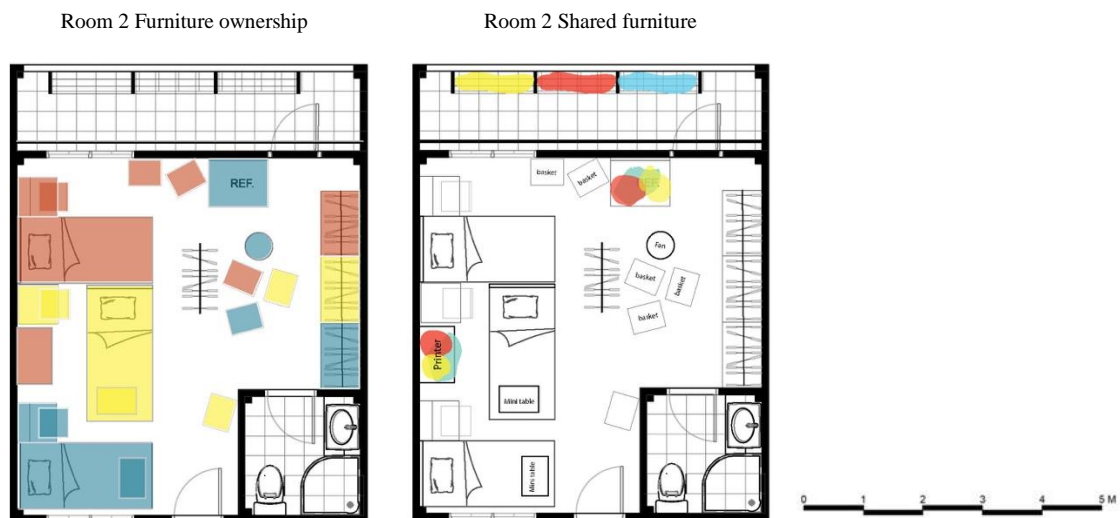 Room 2 Furniture ownership
Room 2 Shared furniture
REF.
basket
basket
REF.
Fan
basket
basket
basket
Printer
Mini table
Mini table
0 1 2 3 4 5 M